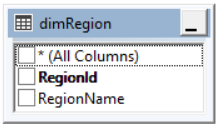 dimRegion
* (All Columns)
RegionId
RegionName